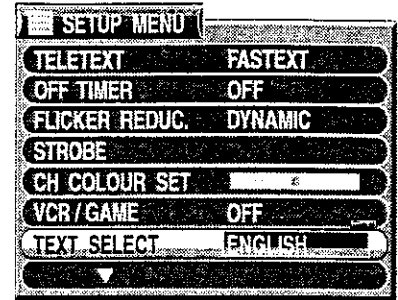 SETUP MENU
TELETEXT FASTEXT
OFF TIMER OFF
FLICKER REDUC. DYNAMIC
STROBE
CH COLOUR SET
VCR/GAME OFF
TEXT SELECT ENGLISH